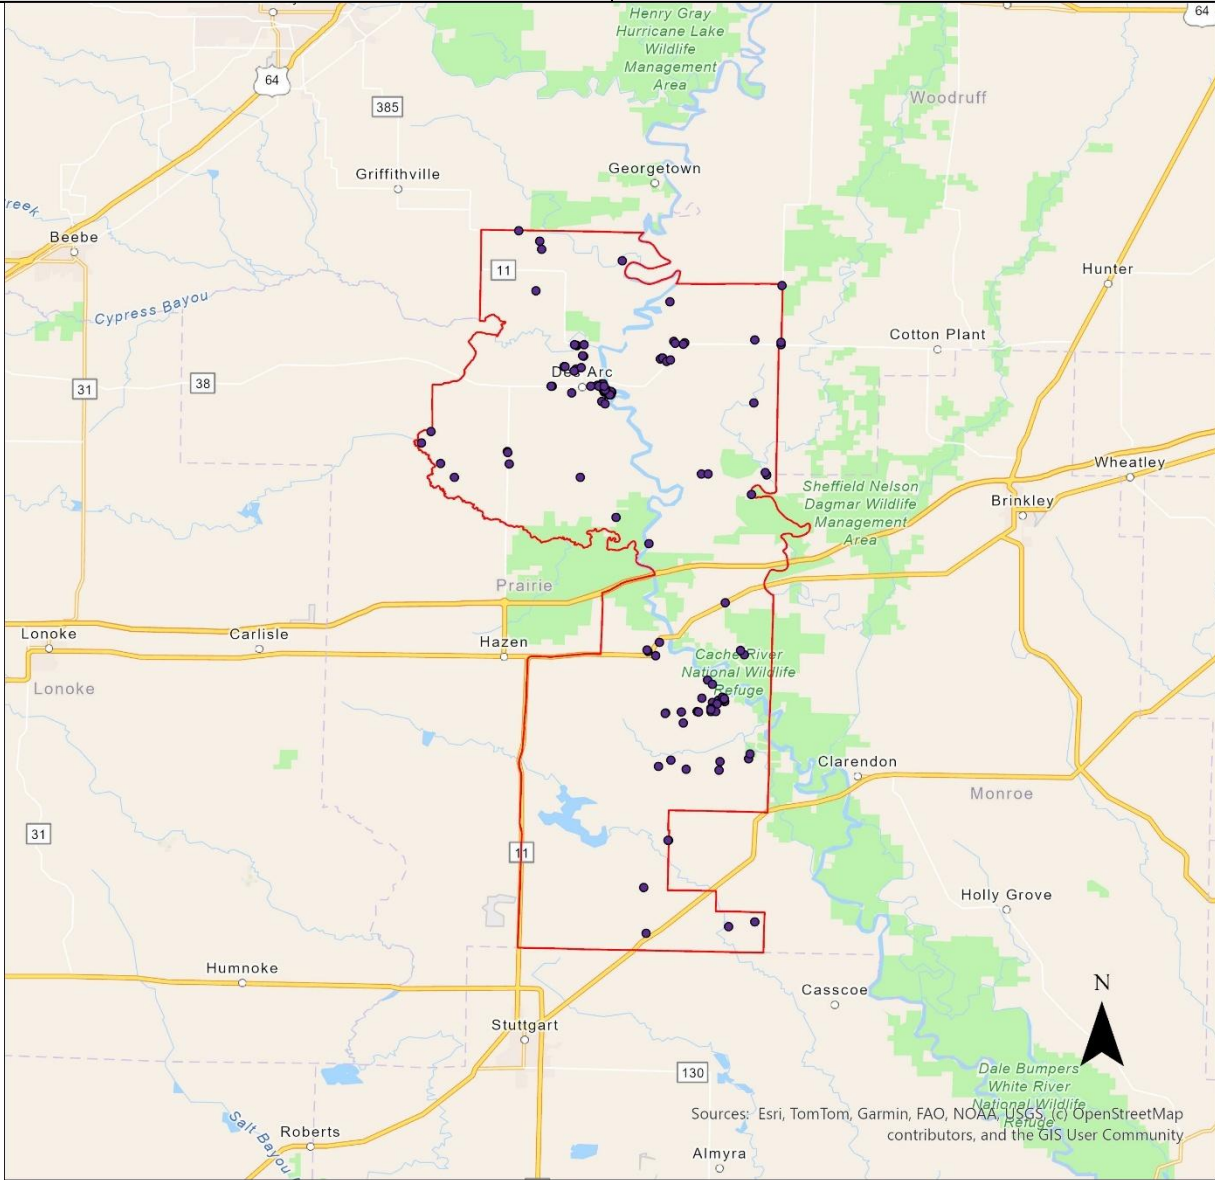 64
Henry Gray
Hurricane Lake
Wildlife
Management
Area
64
385
Woodruff
Griffithville
Georgetown
reek
Beebe
11
Hunter
Cypress Bayou
Cotton Plant
31
38
Des Arc
Wheatley
Sheffield Nelson
Dagmar Wildlife
Management
Area
Brinkley
Prairie
Lonoke
Carlisle
Hazen
Cache River
National Wildlife
Refuge
Lonoke
Clarendon
Monroe
31
11
Holly Grove
Humnoke
Casscoe
N
Stuttgart
130
Dale Bumpers
White River
National Wildlife
Refuge
Sources: Esri, TomTom, Garmin, FAO, NOAA, USGS, (c) OpenStreetMap
contributors, and the GIS User Community
Salt Bayou
Roberts
Almyra